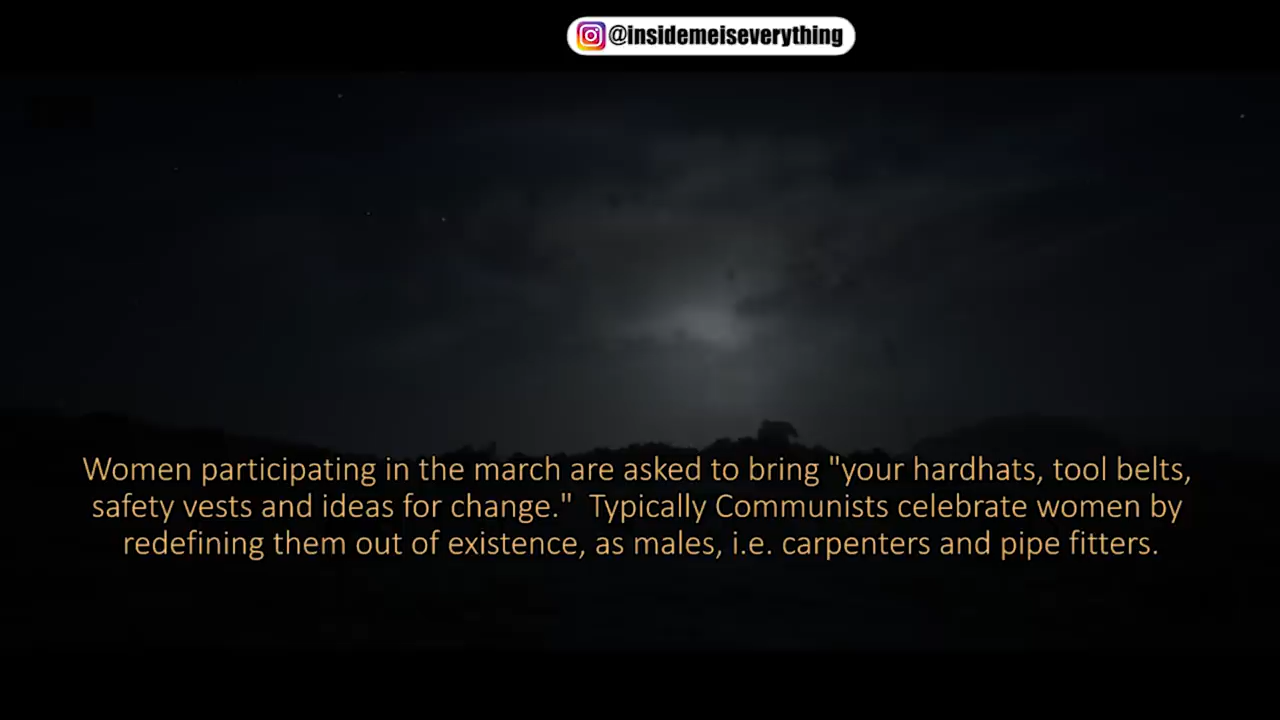 @insidemeiseverything
Women participating in the march are asked to bring "your hardhats, tool belts,
safety vests and ideas for change."  Typically Communists celebrate women by
redefining them out of existence, as males, i.e. carpenters and pipe fitters.